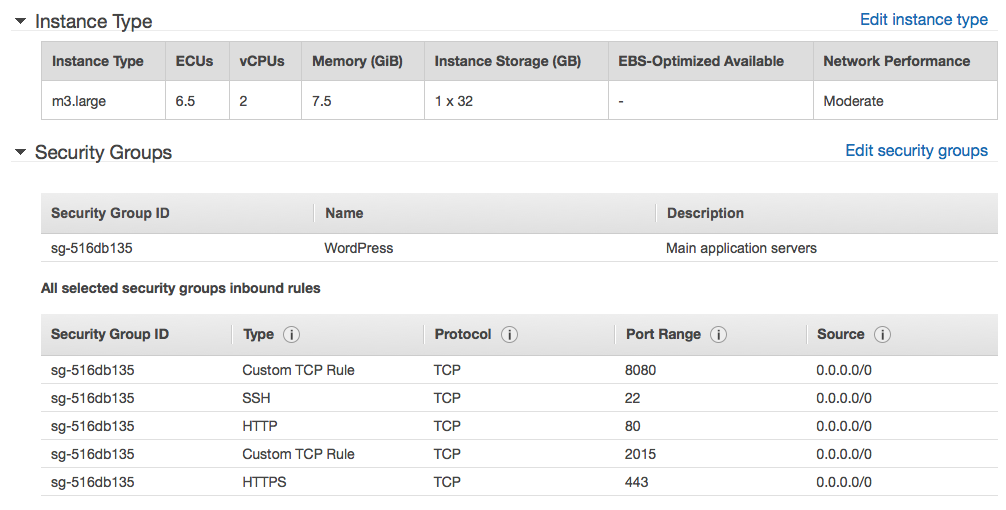 Instance Type Edit instance type
Instance Type ECUs vCPUs Memory (GiB) Instance Storage (GB) EBS-Optimized Available Network Performance
m3.large 6.5 2 7.5 1 x 32 - Moderate
Security Groups Edit security groups
Security Group ID Name Description
sg-516db135 WordPress Main application servers
All selected security groups inbound rules
Security Group ID Type i Protocol i Port Range i Source i
sg-516db135 Custom TCP Rule TCP 8080 0.0.0.0/0
sg-516db135 SSH TCP 22 0.0.0.0/0
sg-516db135 HTTP TCP 80 0.0.0.0/0
sg-516db135 Custom TCP Rule TCP 2015 0.0.0.0/0
sg-516db135 HTTPS TCP 443 0.0.0.0/0